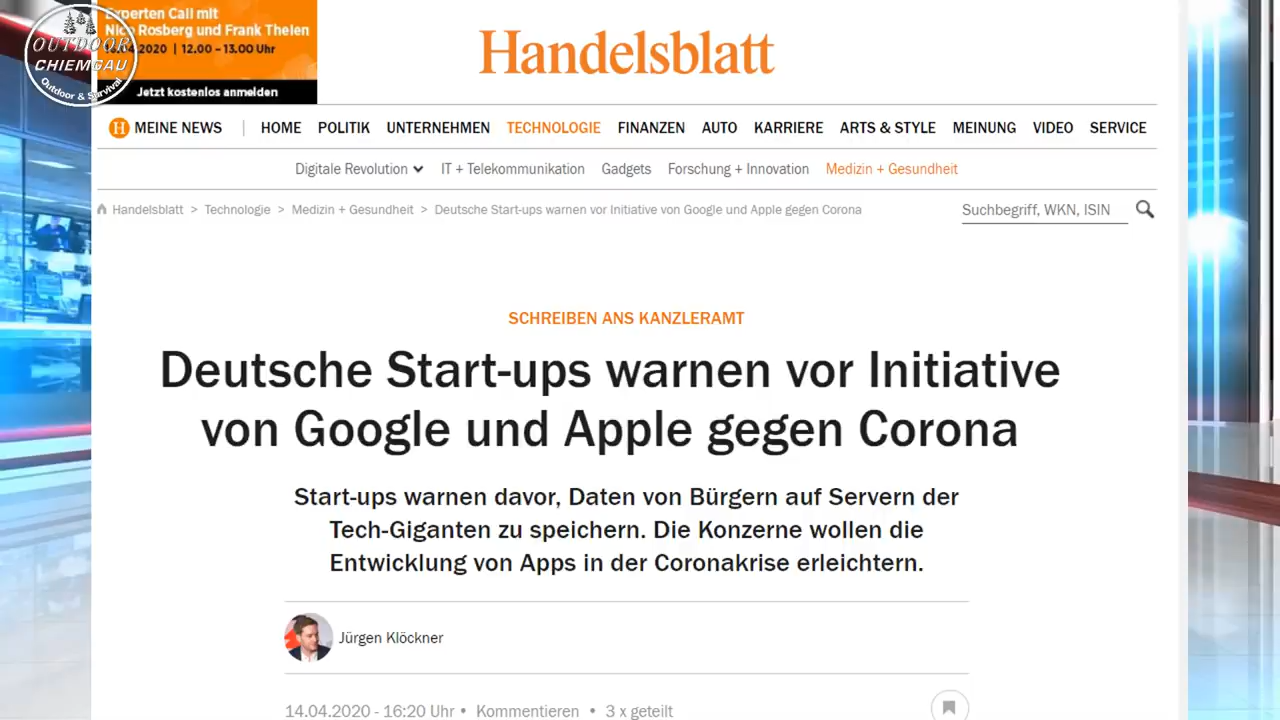 Experten Call mit
Nico Rosberg und Frank Thelen
2020 | 12.00 – 13.00 Uhr
Jetzt kostenlos anmelden
OUTDOOR
CHIEMGAU
Outdoor & Survival
Handelsblatt
H MEINE NEWS | HOME POLITIK UNTERNEHMEN TECHNOLOGIE FINANZEN AUTO KARRIERE ARTS & STYLE MEINUNG VIDEO SERVICE
Digitale Revolution IT + Telekommunikation Gadgets Forschung + Innovation Medizin + Gesundheit
Handelsblatt > Technologie > Medizin + Gesundheit > Deutsche Start-ups warnen vor Initiative von Google und Apple gegen Corona
Suchbegriff, WKN, ISIN
SCHREIBEN ANS KANZLERAMT
Deutsche Start-ups warnen vor Initiative
von Google und Apple gegen Corona
Start-ups warnen davor, Daten von Bürgern auf Servern der
Tech-Giganten zu speichern. Die Konzerne wollen die
Entwicklung von Apps in der Coronakrise erleichtern.
Jürgen Klöckner
14.04.2020 - 16:20 Uhr • Kommentieren • 3 x geteilt